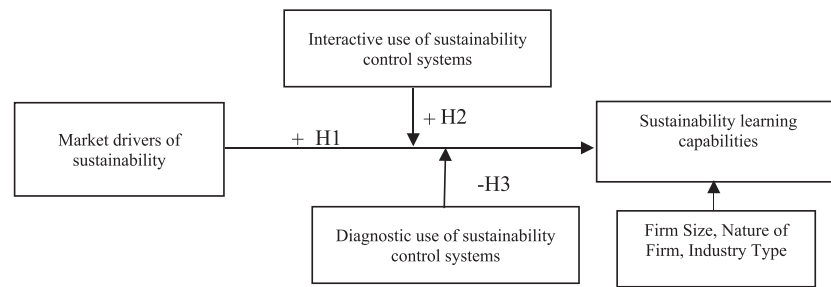 Interactive use of sustainability
control systems
+ H2
Market drivers of
sustainability
+ H1
Sustainability learning
capabilities
-H3
Diagnostic use of sustainability
control systems
Firm Size, Nature of
Firm, Industry Type